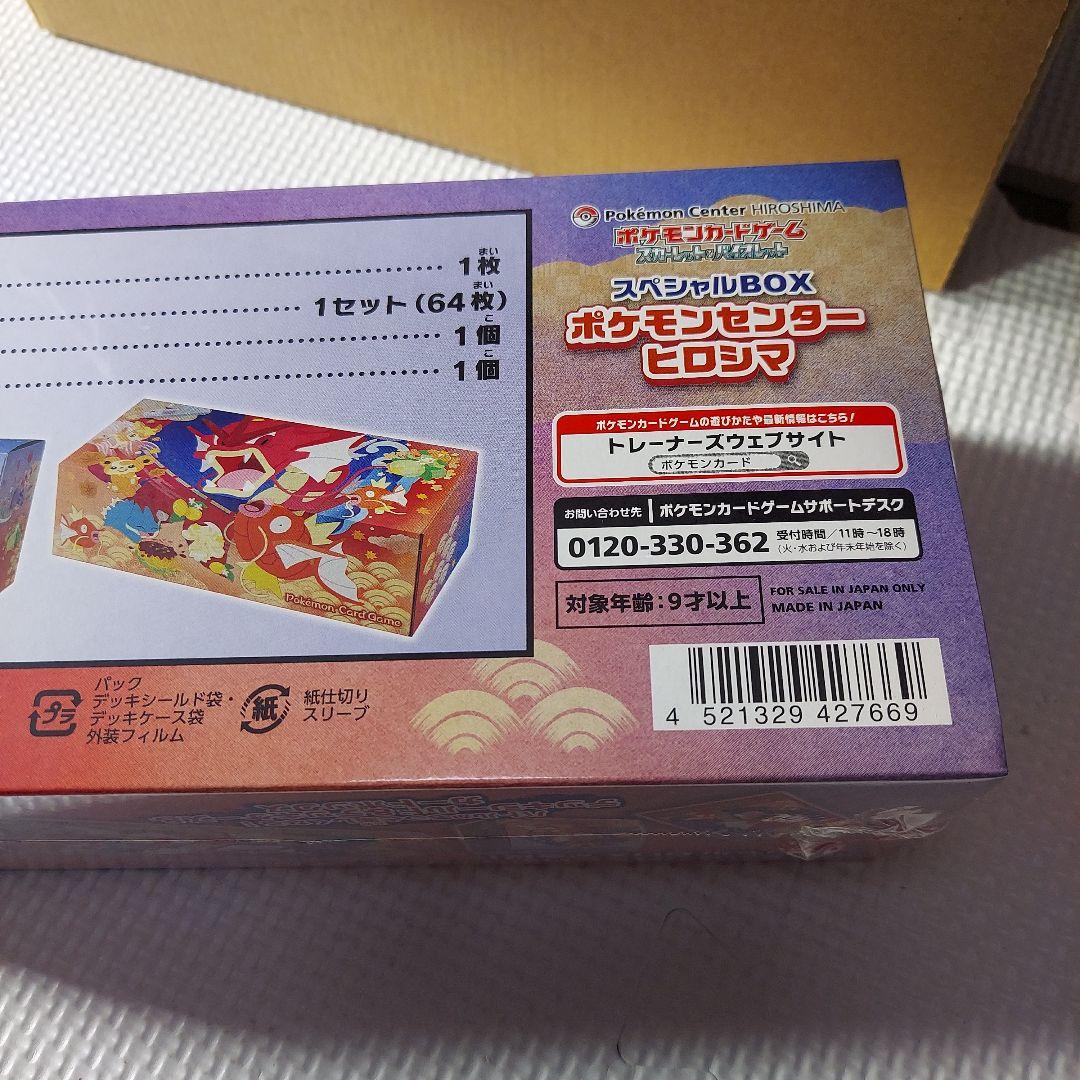 Pokémon Center HIROSHIMA
ポケモンカードゲーム
スカーレット&バイオレット
スペシャルBOX
ポケモンセンター
ヒロシマ
まい
1枚
まい
1セット(64枚)
こ
1個
こ
1個
ポケモンカードゲームの遊びかたや最新情報はこちら!
トレーナーズウェブサイト
ポケモンカード
お問い合わせ先 ポケモンカードゲームサポートデスク
0120-330-362 受付時間/11時~18時
(火・水および年末年始を除く)
対象年齢:9才以上
FOR SALE IN JAPAN ONLY
MADE IN JAPAN
Pokémon Card Game
プラ
パック
デッキシールド袋・
デッキケース袋
外装フィルム
紙
紙仕切り
スリーブ
4 521329 427669